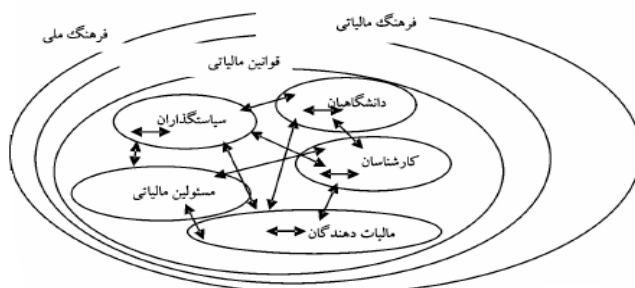 فرهنگ مالیاتی
فرهنگ ملی
قوانین مالیاتی
دانشگاهیان
سیاستگذاران
کارشناسان
مسئولین مالیاتی
مالیات دهندگان